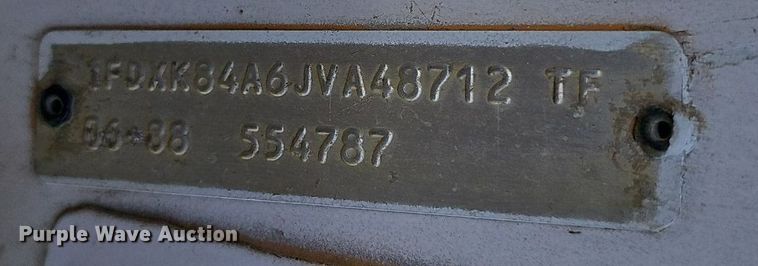 1FDXK84A6JVA48712 TF
06-88 554787
Purple Wave Auction